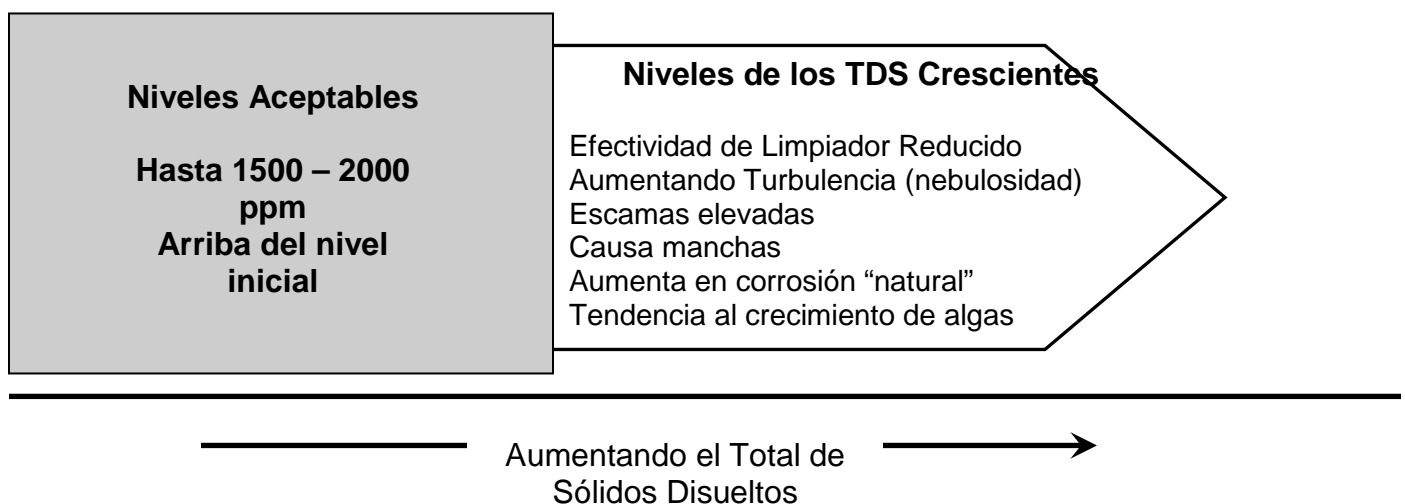 Niveles Aceptables
Hasta 1500 – 2000
ppm
Arriba del nivel
inicial
Niveles de los TDS Crescientes
Efectividad de Limpiador Reducido
Aumentando Turbulencia (nebulosidad)
Escamas elevadas
Causa manchas
Aumenta en corrosión “natural”
Tendencia al crecimiento de algas
Aumentando el Total de
Sólidos Disueltos